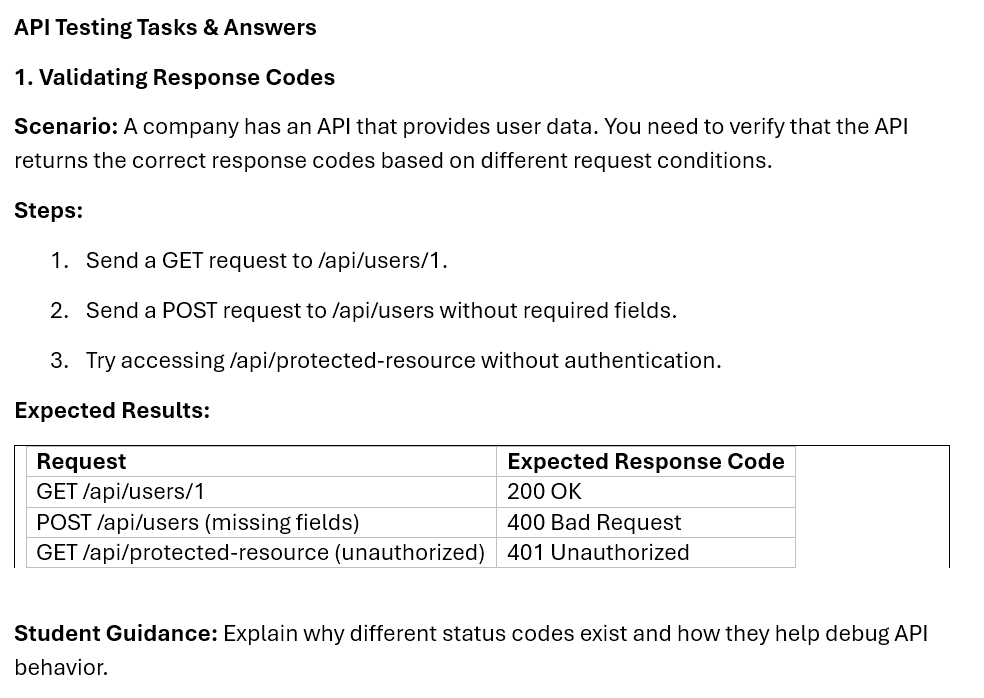 API Testing Tasks & Answers
1. Validating Response Codes
Scenario: A company has an API that provides user data. You need to verify that the API
returns the correct response codes based on different request conditions.
Steps:
1. Send a GET request to /api/users/1.
2. Send a POST request to /api/users without required fields.
3. Try accessing /api/protected-resource without authentication.
Expected Results:
Request Expected Response Code
GET /api/users/1 200 OK
POST /api/users (missing fields) 400 Bad Request
GET /api/protected-resource (unauthorized) 401 Unauthorized
Student Guidance: Explain why different status codes exist and how they help debug API
behavior.